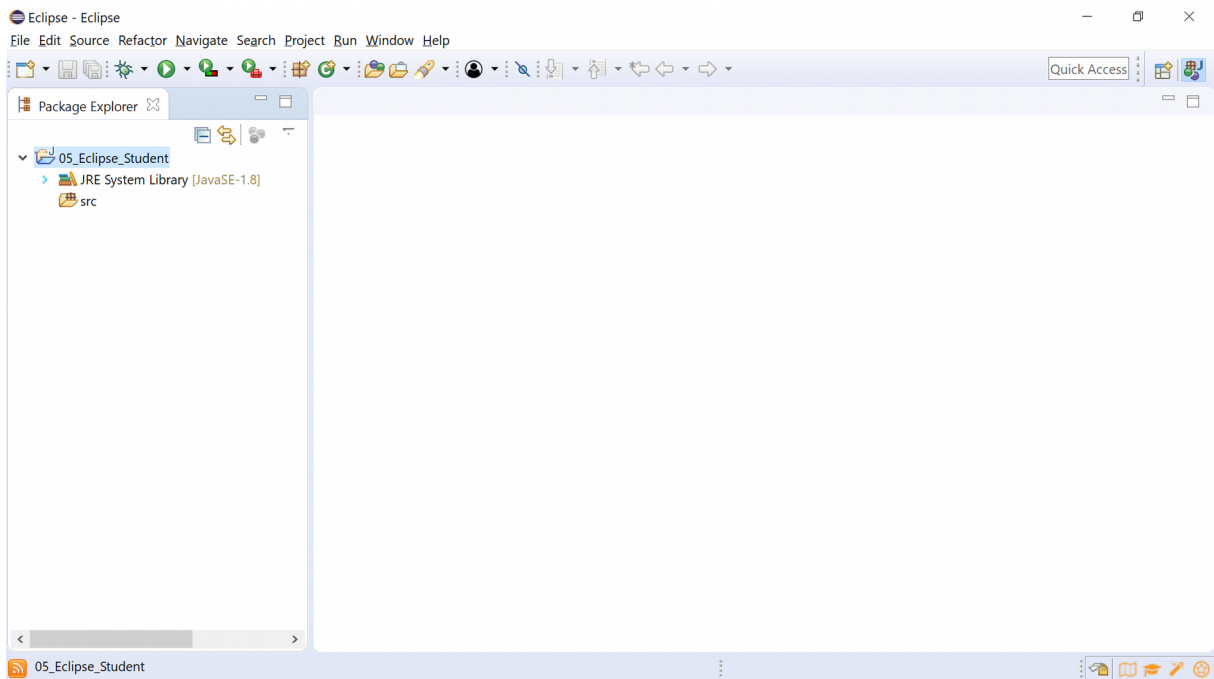 Eclipse - Eclipse
File Edit Source Refactor Navigate Search Project Run Window Help
Quick Access
Package Explorer
05_Eclipse_Student
JRE System Library [JavaSE-1.8]
src
05_Eclipse_Student